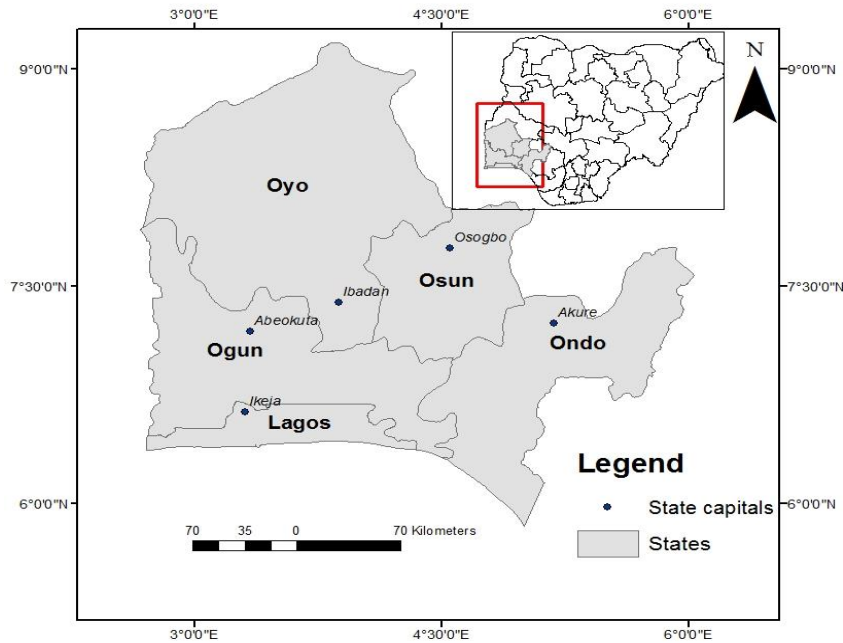 3°0'0"E 4°30'0"E 6°0'0"E
N
9°0'0"N 9°0'0"N
Oyo
Osogbo
Osun
7°30'0"N 7°30'0"N
Ibadan
Abeokuta
Akure
Ogun
Ondo
Ikeja
Lagos
Legend
State capitals
6°0'0"N 6°0'0"N
70 35 0 70 Kilometers
States
3°0'0"E 4°30'0"E 6°0'0"E